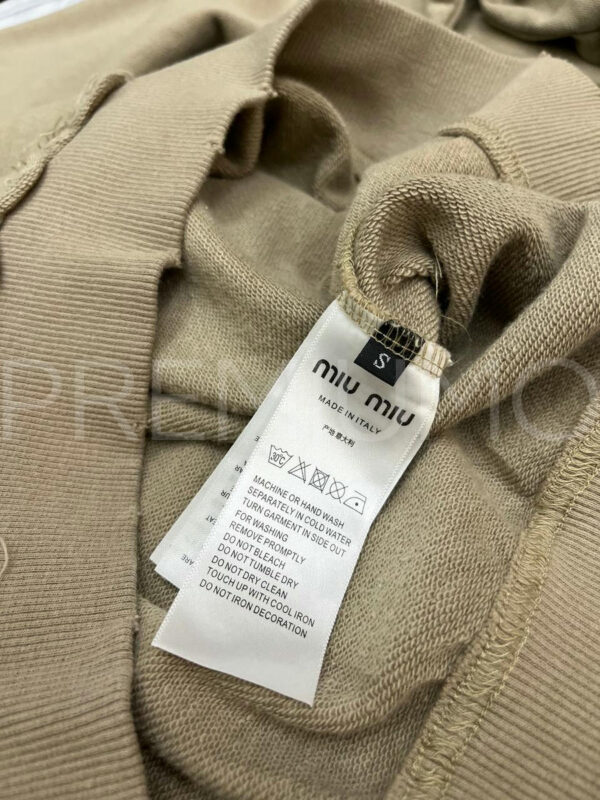 S
miu miu
MADE IN ITALY
产地意大利
30℃
MACHINE OR HAND WASH
SEPARATELY IN COLD WATER
TURN GARMENT IN SIDE OUT
FOR WASHING
REMOVE PROMPTLY
DO NOT BLEACH
DO NOT TUMBLE DRY
DO NOT DRY CLEAN
TOUCH UP WITH COOL IRON
DO NOT IRON DECORATION